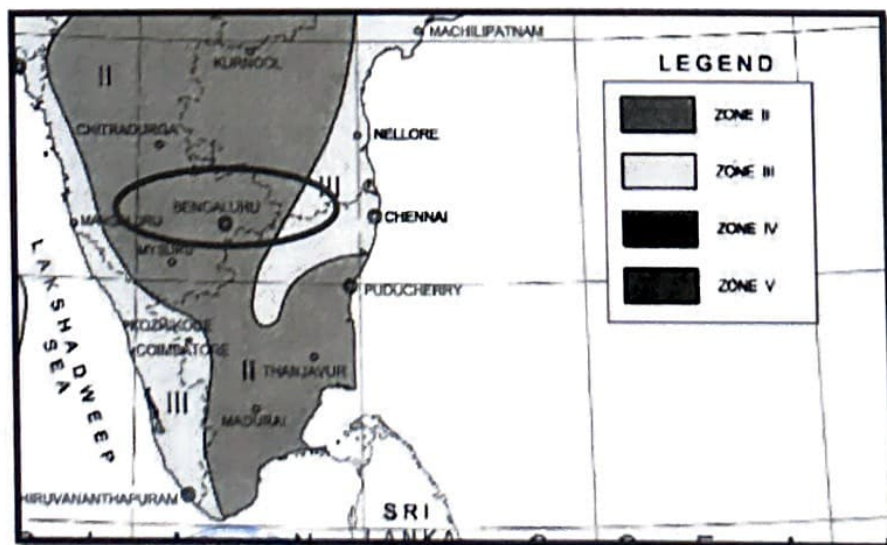 MACHILIPATNAM
KURNOOL
II
LEGEND
ZONE II
NELLORE
CHITRADURGA
ZONE III
III
BENGALURU
MANGALURU
CHENNAI
ZONE IV
MYSURU
PUDUCHERRY
ZONE V
LAKSHADWEEP
SEA
KOZHIKODE
COIMBATORE
II
THANJAVUR
III
MADURAI
HIRUVANANTHAPURAM
SRI
LANKA